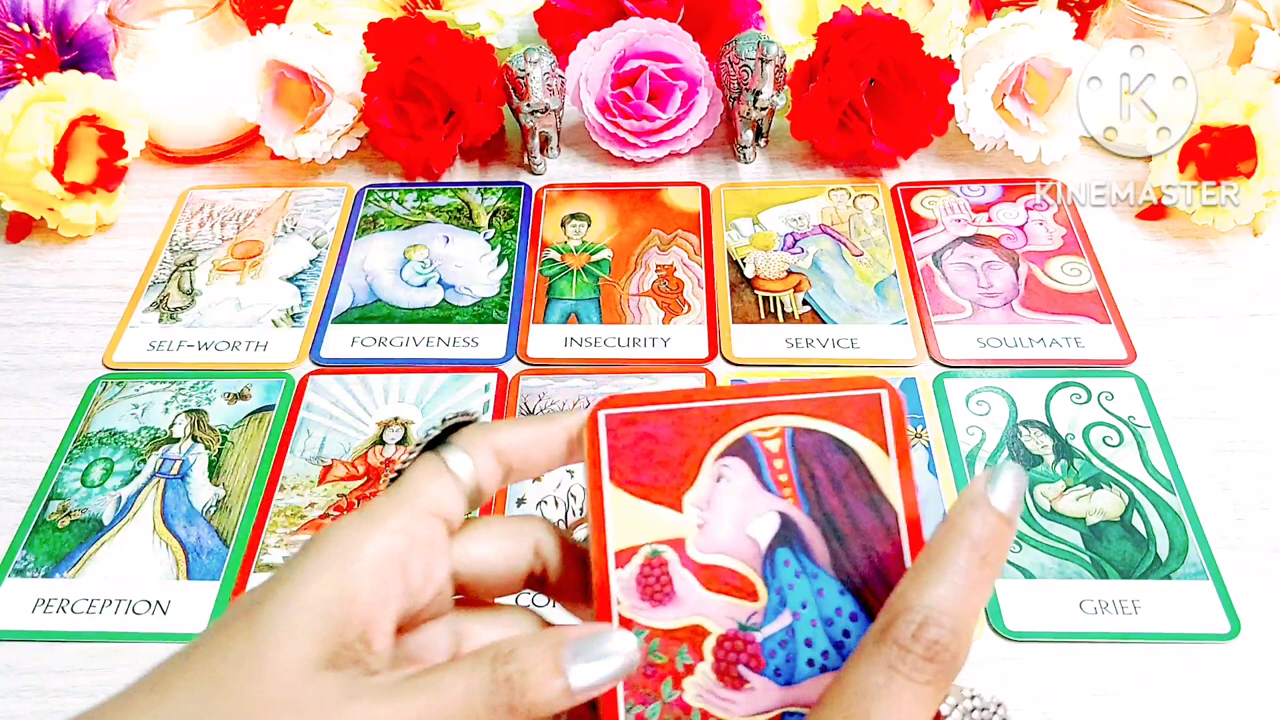 K
KINEMASTER
SELF-WORTH
FORGIVENESS
INSECURITY
SERVICE
SOULMATE
PERCEPTION
GRIEF